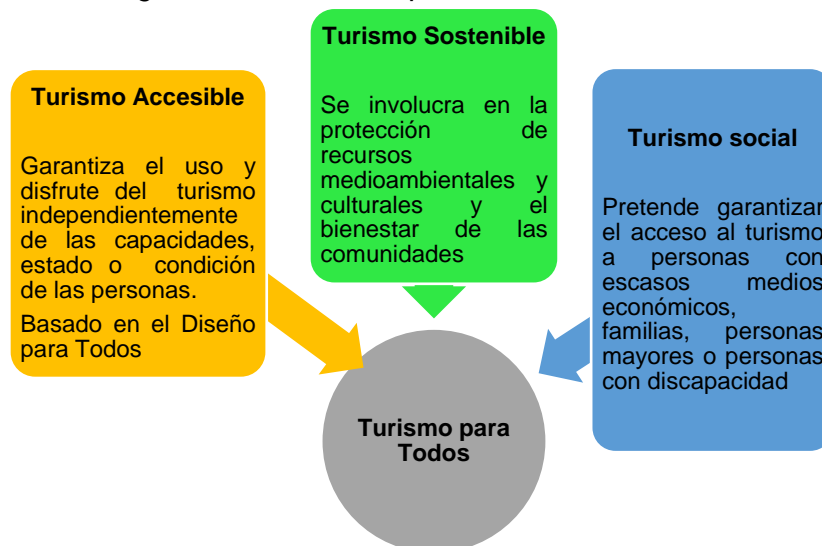 Turismo Accesible
Garantiza el uso y
disfrute del turismo
independientemente
de las capacidades,
estado o condición
de las personas.
Basado en el Diseño
para Todos
Turismo Sostenible
Se involucra en la
protección de
recursos
medioambientales y
culturales y el
bienestar de las
comunidades
Turismo social
Pretende garantizar
el acceso al turismo
a personas con
escasos medios
económicos,
familias, personas
mayores o personas
con discapacidad
Turismo para
Todos